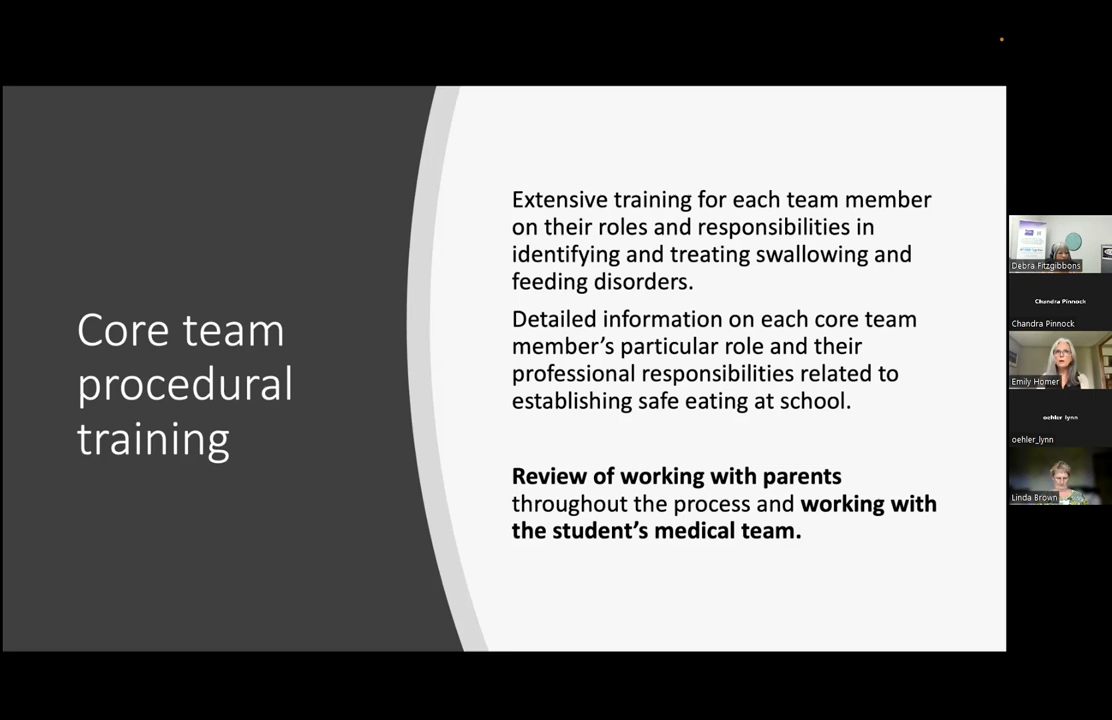 Core team
procedural
training
Extensive training for each team member
on their roles and responsibilities in
identifying and treating swallowing and
feeding disorders.
Detailed information on each core team
member’s particular role and their
professional responsibilities related to
establishing safe eating at school.
Review of working with parents
throughout the process and working with
the student’s medical team.
Debra Fitzgibbons
Chandra Pinnock
Chandra Pinnock
Emily Homer
oehler lynn
oehler_lynn
Linda Brown